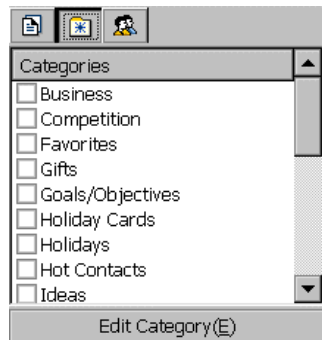 Categories
Business
Competition
Favorites
Gifts
Goals/Objectives
Holiday Cards
Holidays
Hot Contacts
Ideas
Edit Category(E)